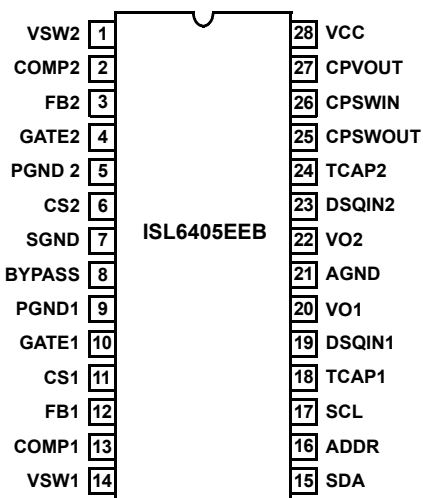 VSW2 1 28 VCC
COMP2 2 27 CPVOUT
FB2 3 26 CPSWIN
GATE2 4 25 CPSWOUT
PGND 2 5 24 TCAP2
CS2 6 23 DSQIN2
SGND 7 ISL6405EEB 22 VO2
BYPASS 8 21 AGND
PGND1 9 20 VO1
GATE1 10 19 DSQIN1
CS1 11 18 TCAP1
FB1 12 17 SCL
COMP1 13 16 ADDR
VSW1 14 15 SDA